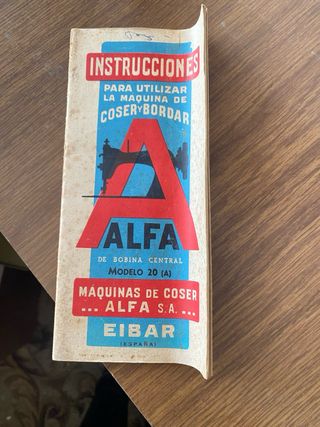 INSTRUCCIONES
PARA UTILIZAR
LA MAQUINA DE
COSER Y BORDAR
ALFA
DE BOBINA CENTRAL
MODELO 20 (A)
MÁQUINAS DE COSER
... ALFA S.A. ...
EIBAR
(ESPAÑA)